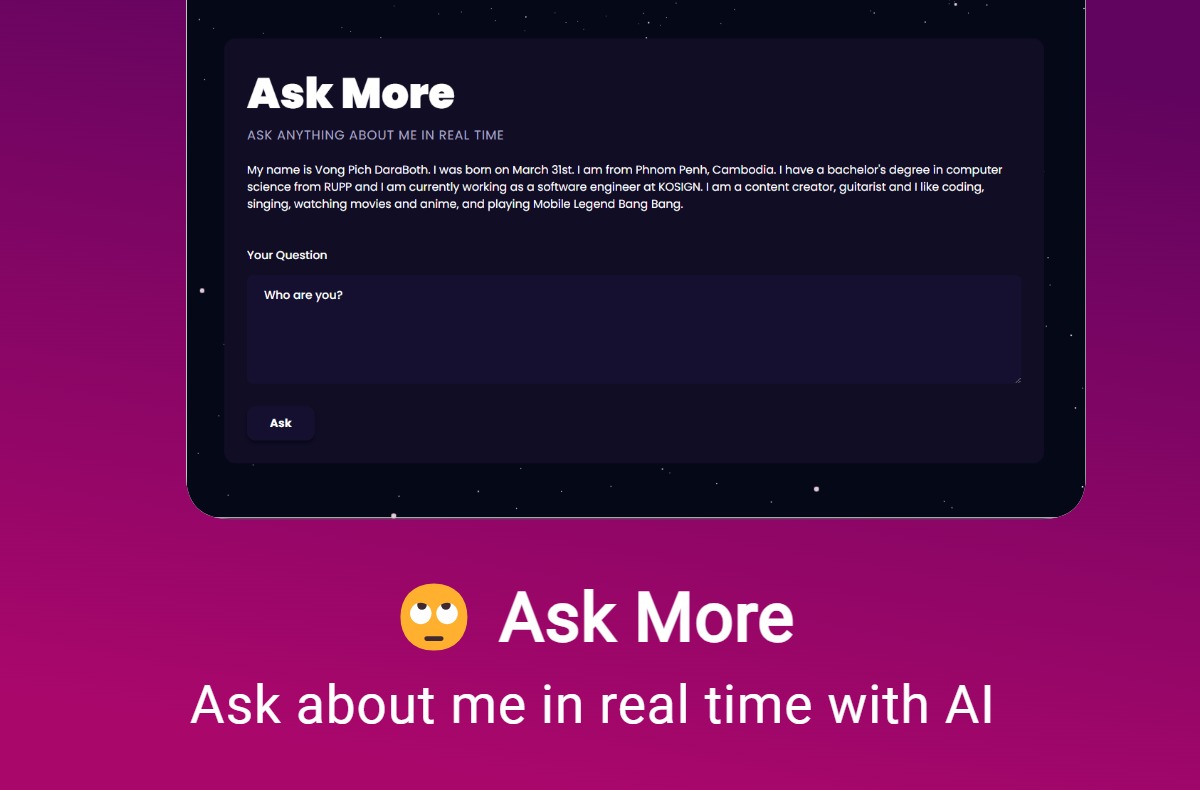 Ask More
ASK ANYTHING ABOUT ME IN REAL TIME
My name is Vong Pich DaraBoth. I was born on March 31st. I am from Phnom Penh, Cambodia. I have a bachelor's degree in computer
science from RUPP and I am currently working as a software engineer at KOSIGN. I am a content creator, guitarist and I like coding,
singing, watching movies and anime, and playing Mobile Legend Bang Bang.
Your Question
Who are you?
Ask
Ask More
Ask about me in real time with AI